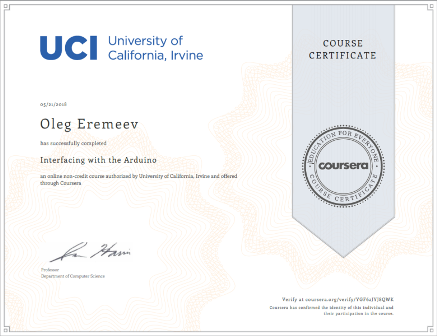 UCI University of
California, Irvine
COURSE
CERTIFICATE
05/21/2018
Oleg Eremeev
has successfully completed
Interfacing with the Arduino
an online non-credit course authorized by University of California, Irvine and offered
through Coursera
EDUCATION FOR EVERYONE
coursera
COURSE CERTIFICATE
Professor
Department of Computer Science
Verify at coursera.org/verify/
Coursera has confirmed the identity of this individual and
their participation in the course.